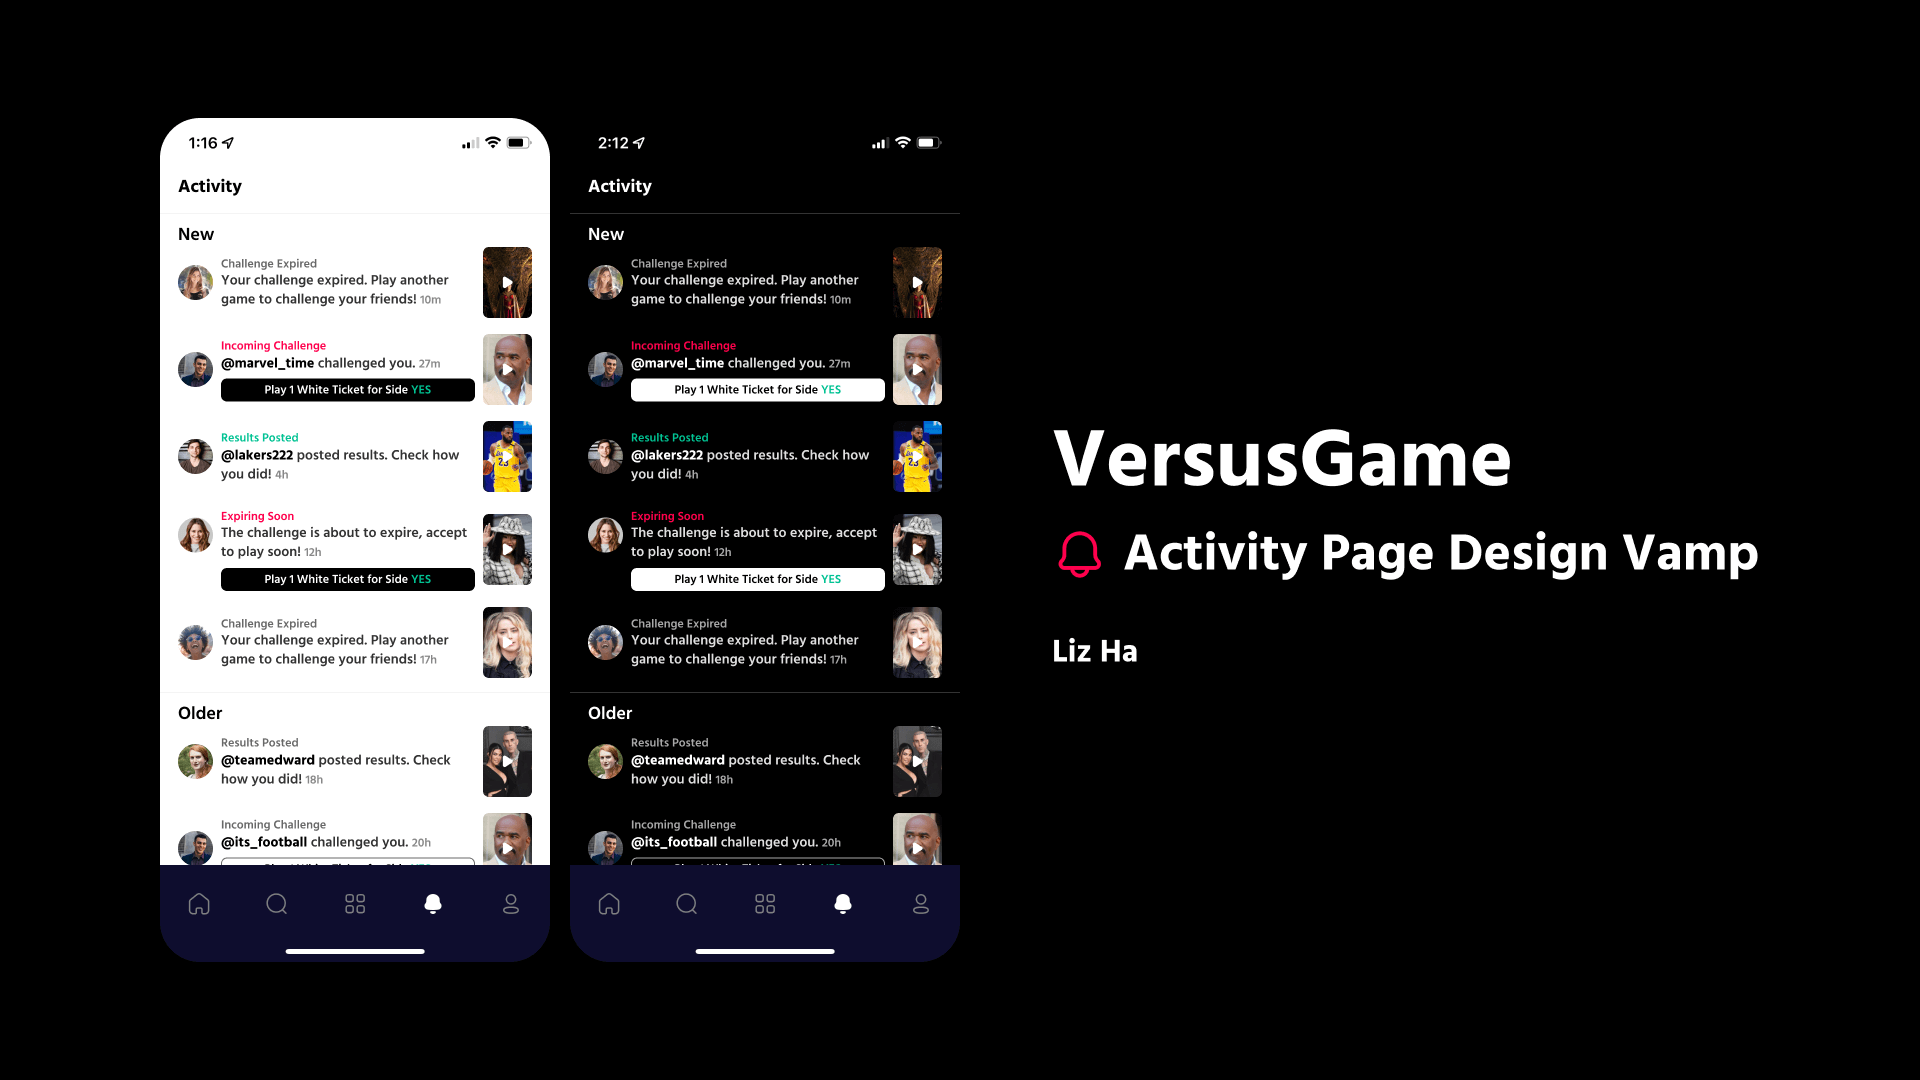 1:16
Activity
New
Challenge Expired
Your challenge expired. Play another
game to challenge your friends! 10m
Incoming Challenge
@marvel_time challenged you. 27m
Play 1 White Ticket for Side YES
Results Posted
@lakers222 posted results. Check how
you did! 4h
23
Expiring Soon
The challenge is about to expire, accept
to play soon! 12h
Play 1 White Ticket for Side YES
Challenge Expired
Your challenge expired. Play another
game to challenge your friends! 17h
Older
Results Posted
@teamedward posted results. Check
how you did! 18h
Incoming Challenge
@its_football challenged you. 20h
2:12
Activity
New
Challenge Expired
Your challenge expired. Play another
game to challenge your friends! 10m
Incoming Challenge
@marvel_time challenged you. 27m
Play 1 White Ticket for Side YES
Results Posted
@lakers222 posted results. Check how
you did! 4h
23
Expiring Soon
The challenge is about to expire, accept
to play soon! 12h
Play 1 White Ticket for Side YES
Challenge Expired
Your challenge expired. Play another
game to challenge your friends! 17h
Older
Results Posted
@teamedward posted results. Check
how you did! 18h
Incoming Challenge
@its_football challenged you. 20h
VersusGame
Activity Page Design Vamp
Liz Ha